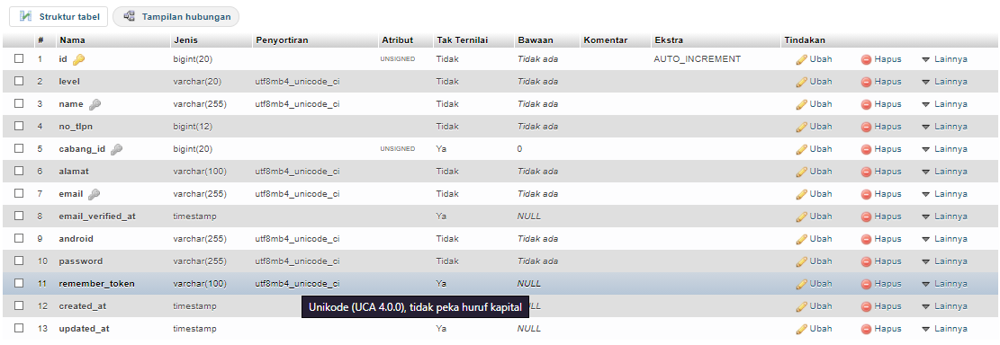 Struktur tabel Tampilan hubungan
# Nama Jenis Penyortiran Atribut Tak Ternilai Bawaan Komentar Ekstra Tindakan
1 id bigint(20) UNSIGNED Tidak Tidak ada AUTO_INCREMENT Ubah Hapus Lainnya
2 level varchar(20) utf8mb4_unicode_ci Tidak Tidak ada Ubah Hapus Lainnya
3 name varchar(255) utf8mb4_unicode_ci Tidak Tidak ada Ubah Hapus Lainnya
4 no_tlpn bigint(12) Tidak Tidak ada Ubah Hapus Lainnya
5 cabang_id bigint(20) UNSIGNED Ya 0 Ubah Hapus Lainnya
6 alamat varchar(100) utf8mb4_unicode_ci Tidak Tidak ada Ubah Hapus Lainnya
7 email varchar(255) utf8mb4_unicode_ci Tidak Tidak ada Ubah Hapus Lainnya
8 email_verified_at timestamp Ya NULL Ubah Hapus Lainnya
9 android varchar(255) utf8mb4_unicode_ci Tidak Tidak ada Ubah Hapus Lainnya
10 password varchar(255) utf8mb4_unicode_ci Tidak Tidak ada Ubah Hapus Lainnya
11 remember_token varchar(100) utf8mb4_unicode_ci Ya NULL Ubah Hapus Lainnya
12 created_at timestamp Ubah Hapus Lainnya
Unikode (UCA 4.0.0), tidak peka huruf kapital
13 updated_at timestamp Ya NULL Ubah Hapus Lainnya